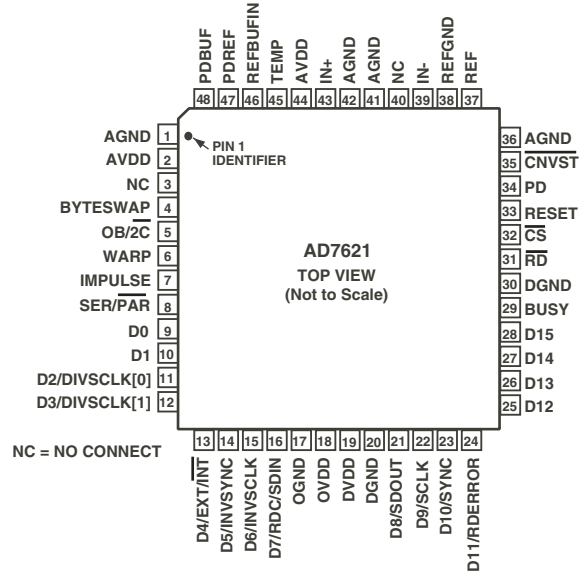 PDBUF
PDREF
REFBUFIN
TEMP
AVDD
IN+
AGND
AGND
NC
IN-
REFGND
REF
48 47 46 45 44 43 42 41 40 39 38 37
AGND 1
AVDD 2
NC 3
BYTESWAP 4
OB/2C 5
WARP 6
IMPULSE 7
SER/PAR 8
D0 9
D1 10
D2/DIVSCLK[0] 11
D3/DIVSCLK[1] 12
PIN 1
IDENTIFIER
AD7621
TOP VIEW
(Not to Scale)
36 AGND
35 CNVST
34 PD
33 RESET
32 CS
31 RD
30 DGND
29 BUSY
28 D15
27 D14
26 D13
25 D12
13 14 15 16 17 18 19 20 21 22 23 24
NC = NO CONNECT
D4/EXT/INT
D5/INVSYNC
D6/INVSCLK
D7/RDC/SDIN
OGND
OVDD
DVDD
DGND
D8/SDOUT
D9/SCLK
D10/SYNC
D11/RDERROR